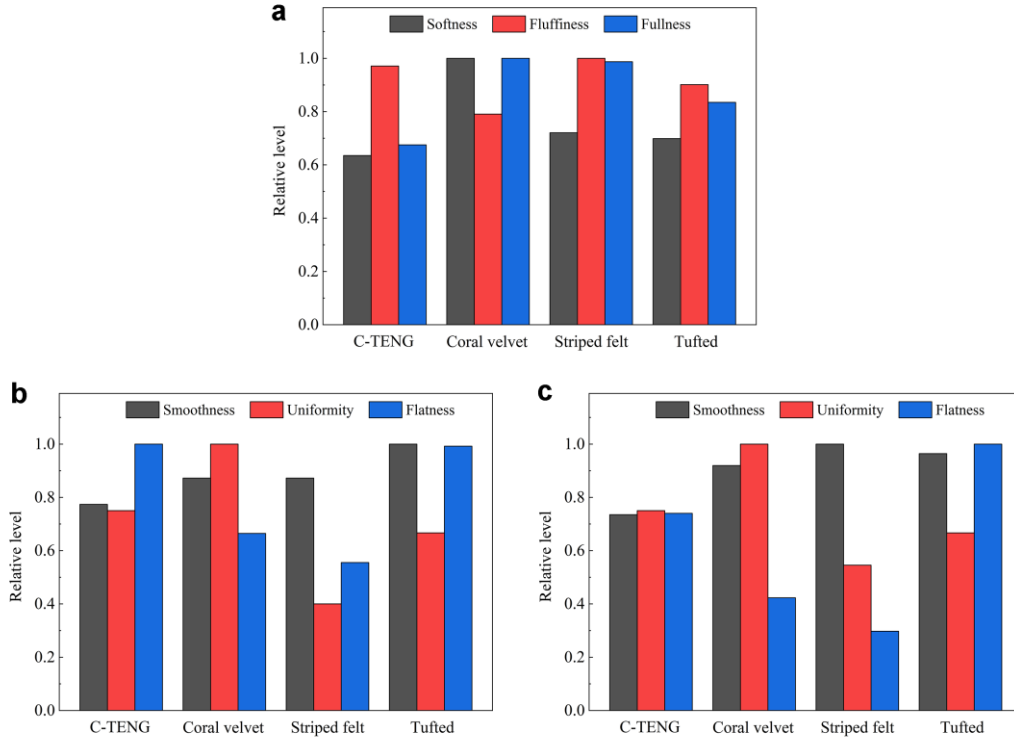 a
Softness Fluffiness Fullness
1.0
0.8
0.6
0.4
0.2
0.0
Relative level
C-TENG Coral velvet Striped felt Tufted
b
Smoothness Uniformity Flatness
1.0
0.8
0.6
0.4
0.2
0.0
Relative level
C-TENG Coral velvet Striped felt Tufted
c
Smoothness Uniformity Flatness
1.0
0.8
0.6
0.4
0.2
0.0
Relative level
C-TENG Coral velvet Striped felt Tufted